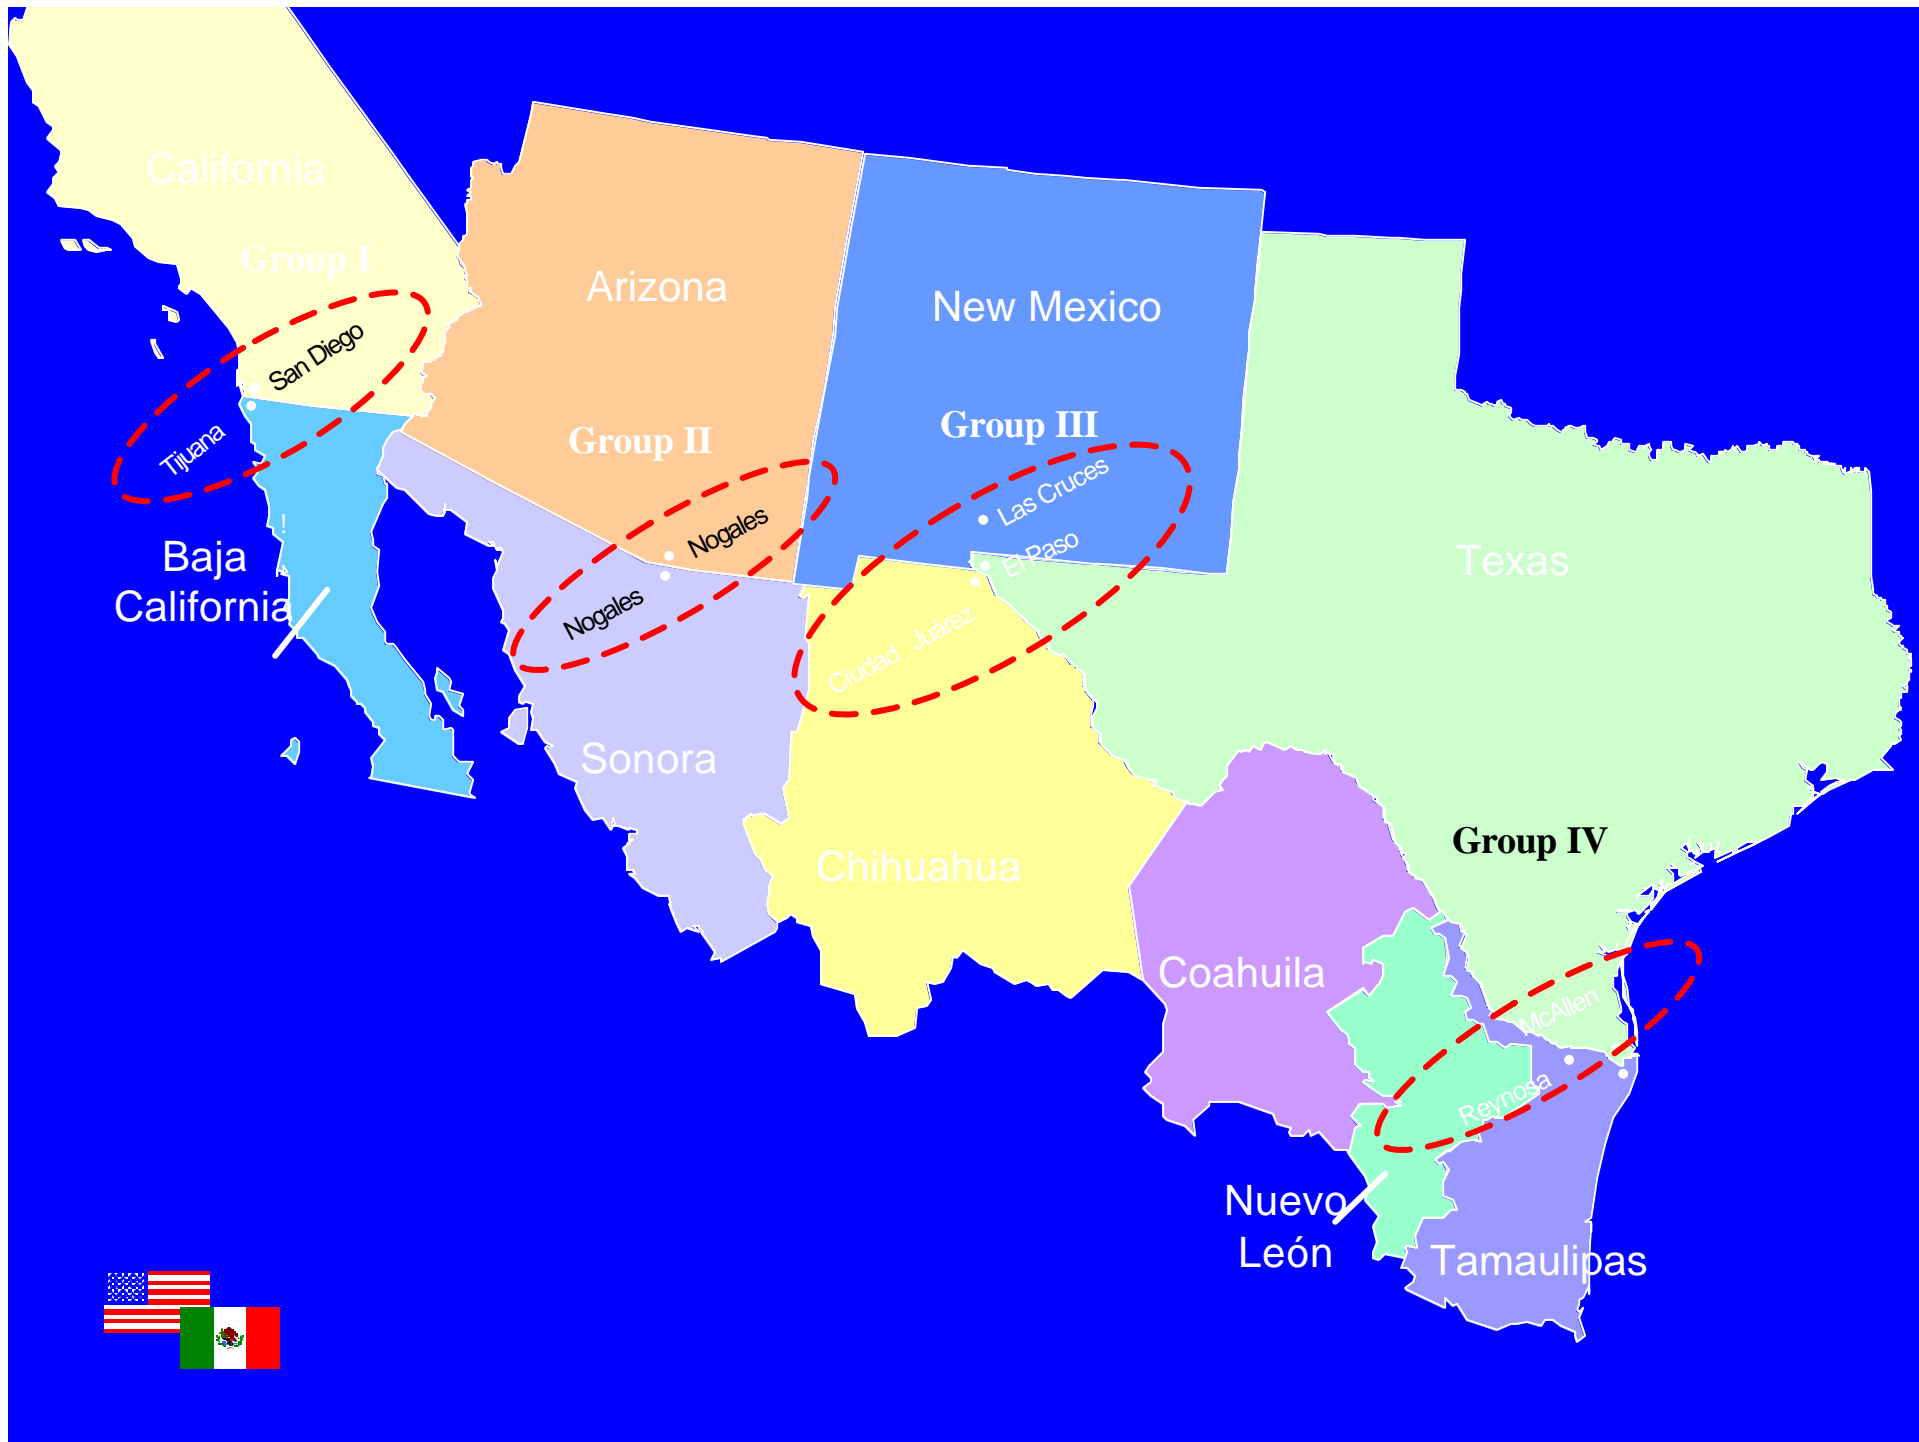 California
Group I
Arizona
New Mexico
San Diego
Tijuana
Group II
Group III
Las Cruces
Nogales
El Paso
!
Baja
California
Texas
Nogales
Ciudad Juárez
Sonora
Chihuahua
Group IV
Coahuila
McAllen
Reynosa
Nuevo
León
Tamaulipas